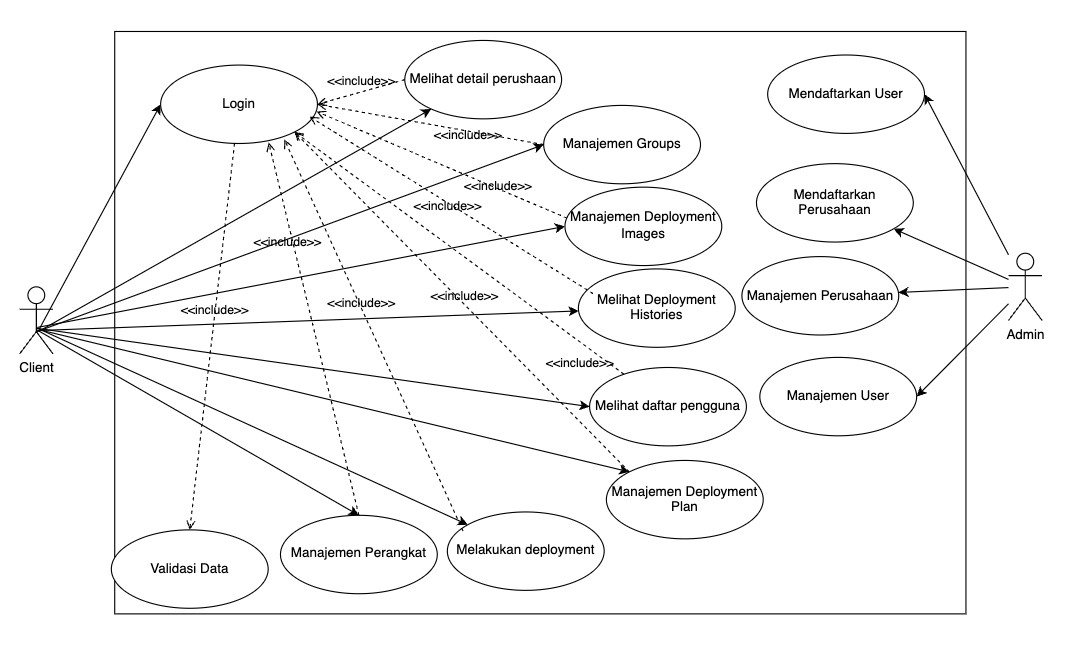 Melihat detail perushaan
<<include>>
Mendaftarkan User
Login
<<include>>
Manajemen Groups
<<include>>
Mendaftarkan
Perusahaan
<<include>>
Manajemen Deployment
Images
<<include>>
Manajemen Perusahaan
<<include>>
<<include>>
<<include>>
Melihat Deployment
Histories
Admin
Client
<<include>>
Manajemen User
Melihat daftar pengguna
Manajemen Deployment
Plan
Manajemen Perangkat
Melakukan deployment
Validasi Data